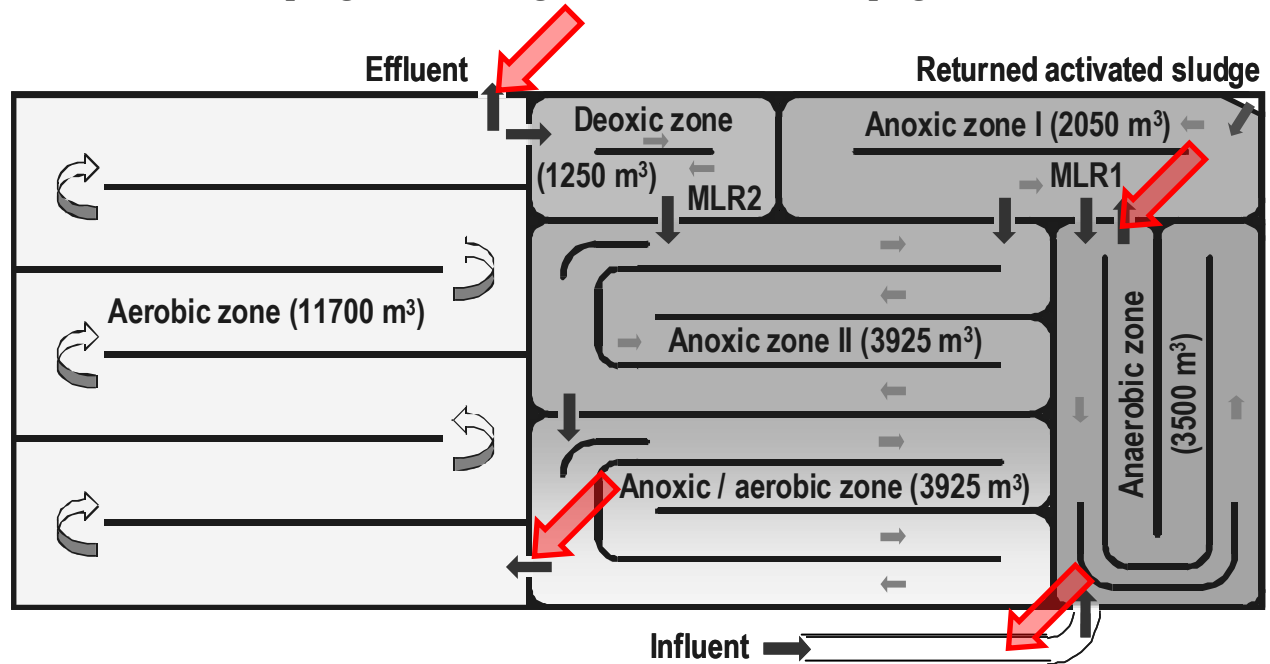 Effluent
Returned activated sludge
Deoxic zone
(1250 m³)
MLR2
Anoxic zone I (2050 m³)
MLR1
Aerobic zone (11700 m³)
Anoxic zone II (3925 m³)
Anaerobic zone
(3500 m³)
Anoxic / aerobic zone (3925 m³)
Influent